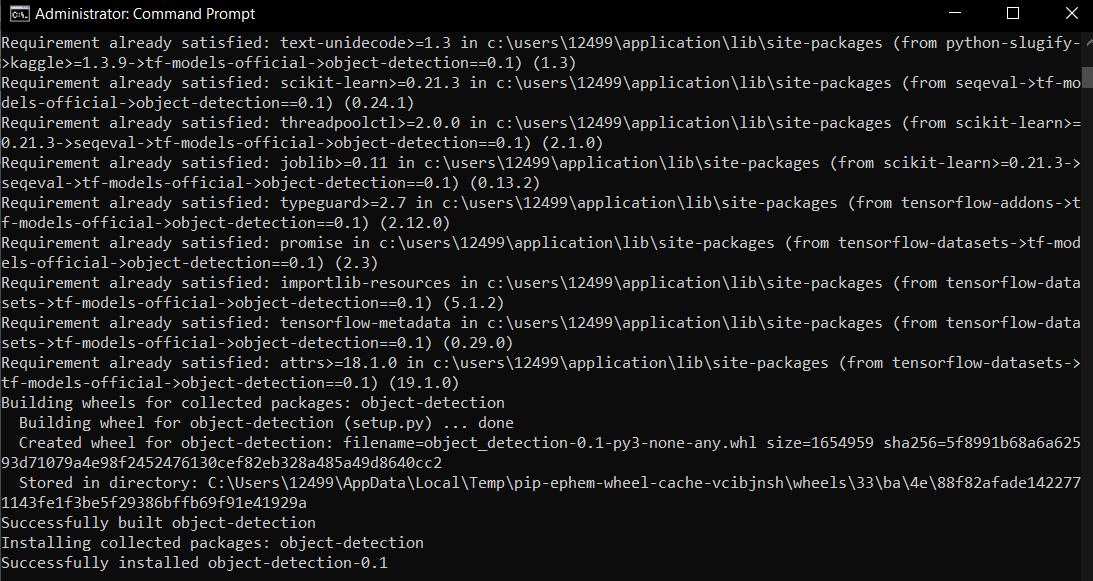 Administrator: Command Prompt
Requirement already satisfied: text-unidecode>=1.3 in c:\users\12499\application\lib\site-packages (from python-slugify-
>kaggle>=1.3.9->tf-models-official->object-detection==0.1) (1.3)
Requirement already satisfied: scikit-learn>=0.21.3 in c:\users\12499\application\lib\site-packages (from seqeval->tf-mo
dels-official->object-detection==0.1) (0.24.1)
Requirement already satisfied: threadpoolctl>=2.0.0 in c:\users\12499\application\lib\site-packages (from scikit-learn>=
0.21.3->seqeval->tf-models-official->object-detection==0.1) (2.1.0)
Requirement already satisfied: joblib>=0.11 in c:\users\12499\application\lib\site-packages (from scikit-learn>=0.21.3->
seqeval->tf-models-official->object-detection==0.1) (0.13.2)
Requirement already satisfied: typeguard>=2.7 in c:\users\12499\application\lib\site-packages (from tensorflow-addons->t
f-models-official->object-detection==0.1) (2.12.0)
Requirement already satisfied: promise in c:\users\12499\application\lib\site-packages (from tensorflow-datasets->tf-mod
els-official->object-detection==0.1) (2.3)
Requirement already satisfied: importlib-resources in c:\users\12499\application\lib\site-packages (from tensorflow-data
sets->tf-models-official->object-detection==0.1) (5.1.2)
Requirement already satisfied: tensorflow-metadata in c:\users\12499\application\lib\site-packages (from tensorflow-data
sets->tf-models-official->object-detection==0.1) (0.29.0)
Requirement already satisfied: attrs>=18.1.0 in c:\users\12499\application\lib\site-packages (from tensorflow-datasets->
tf-models-official->object-detection==0.1) (19.1.0)
Building wheels for collected packages: object-detection
  Building wheel for object-detection (setup.py) ... done
  Created wheel for object-detection: filename=object_detection-0.1-py3-none-any.whl size=1654959 sha256=5f8991b68a6a625
93d71079a4e98f2452476130cef82eb328a485a49d8640cc2
  Stored in directory: C:\Users\12499\AppData\Local\Temp\pip-ephem-wheel-cache-vcibjnsh\wheels\33\ba\4e\88f82afade142277
1143fe1f3be5f29386bffb69f91e41929a
Successfully built object-detection
Installing collected packages: object-detection
Successfully installed object-detection-0.1